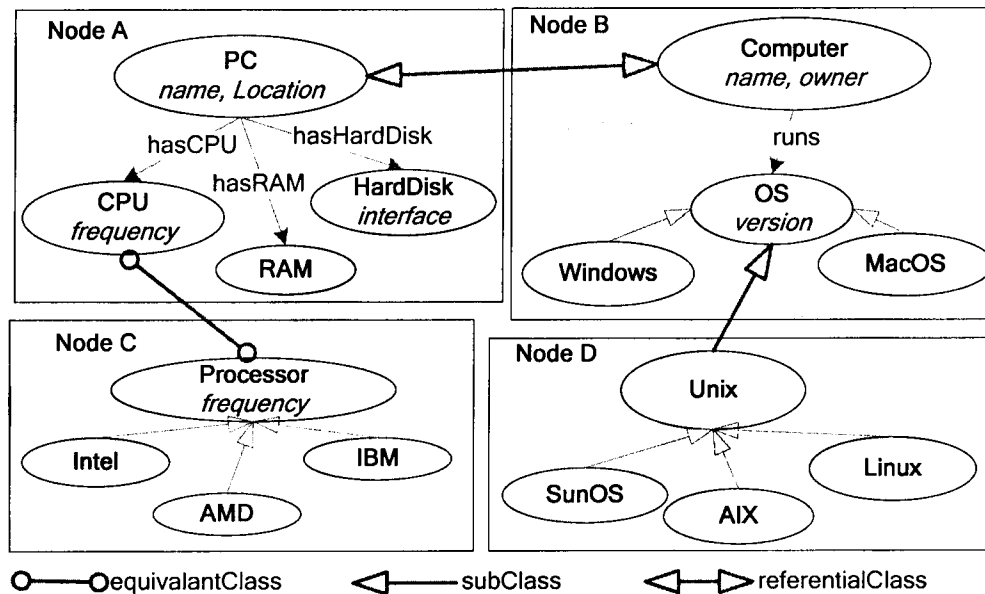 Node A
PC
name, Location
hasCPU
hasHardDisk
hasRAM
CPU
frequency
HardDisk
interface
RAM
Node B
Computer
name, owner
runs
OS
version
Windows
MacOS
Node C
Processor
frequency
Intel
IBM
AMD
Node D
Unix
SunOS
Linux
AIX
equivalantClass
subClass
referentialClass